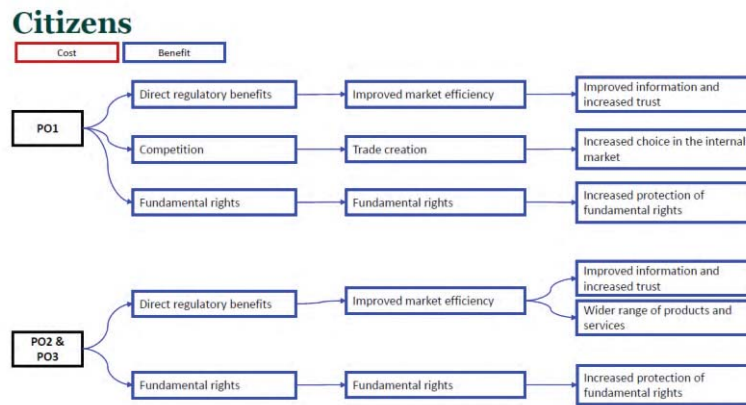 Citizens
Cost
Benefit
PO1
Direct regulatory benefits
Improved market efficiency
Improved information and
increased trust
Competition
Trade creation
Increased choice in the internal
market
Fundamental rights
Fundamental rights
Increased protection of
fundamental rights
PO2 &
PO3
Direct regulatory benefits
Improved market efficiency
Improved information and
increased trust
Wider range of products and
services
Fundamental rights
Fundamental rights
Increased protection of
fundamental rights